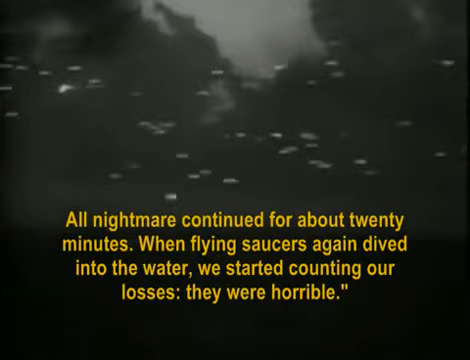 All nightmare continued for about twenty
minutes. When flying saucers again dived
into the water, we started counting our
losses: they were horrible."